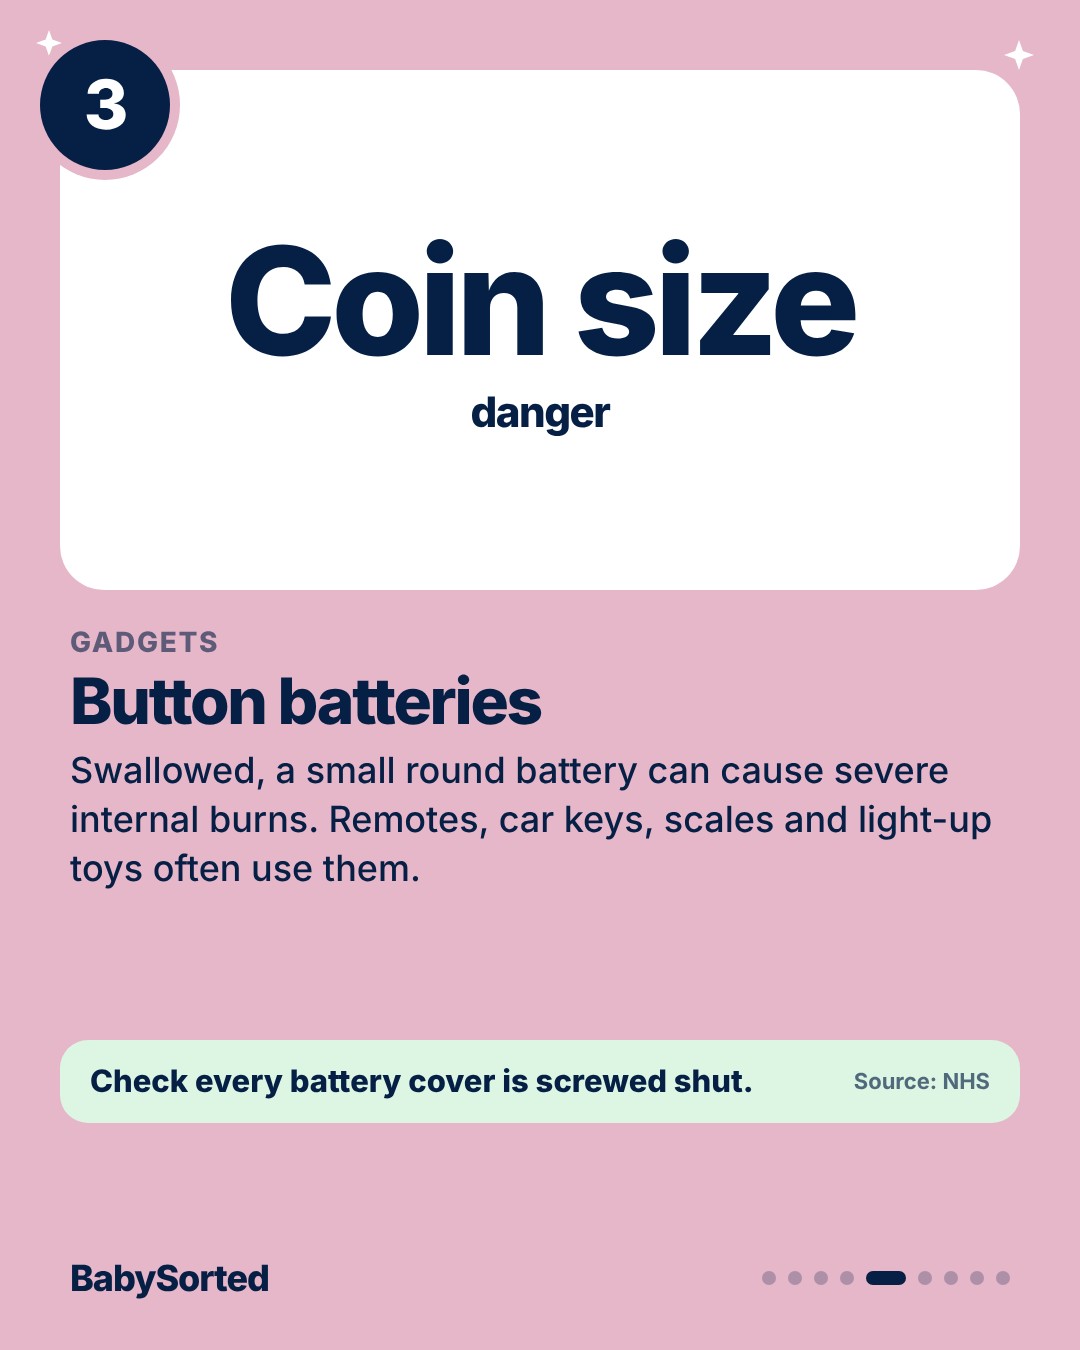 3
Coin size
danger
GADGETS
Button batteries
Swallowed, a small round battery can cause severe
internal burns. Remotes, car keys, scales and light-up
toys often use them.
Check every battery cover is screwed shut.
Source: NHS
BabySorted